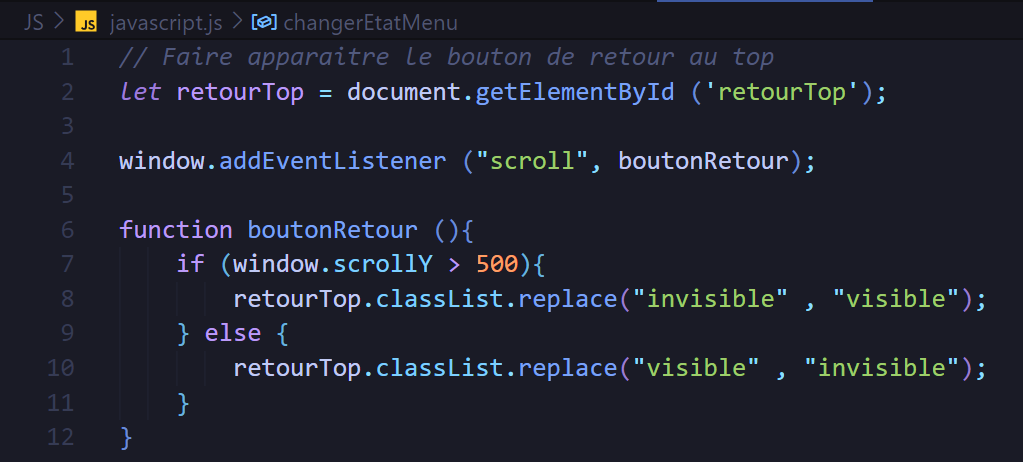 JS > JS javascript.js > changerEtatMenu
1 // Faire apparaitre le bouton de retour au top
2 let retourTop = document.getElementById ('retourTop');
3
4 window.addEventListener ("scroll", boutonRetour);
5
6 function boutonRetour (){
7     if (window.scrollY > 500){
8         retourTop.classList.replace("invisible" , "visible");
9     } else {
10         retourTop.classList.replace("visible" , "invisible");
11     }
12 }